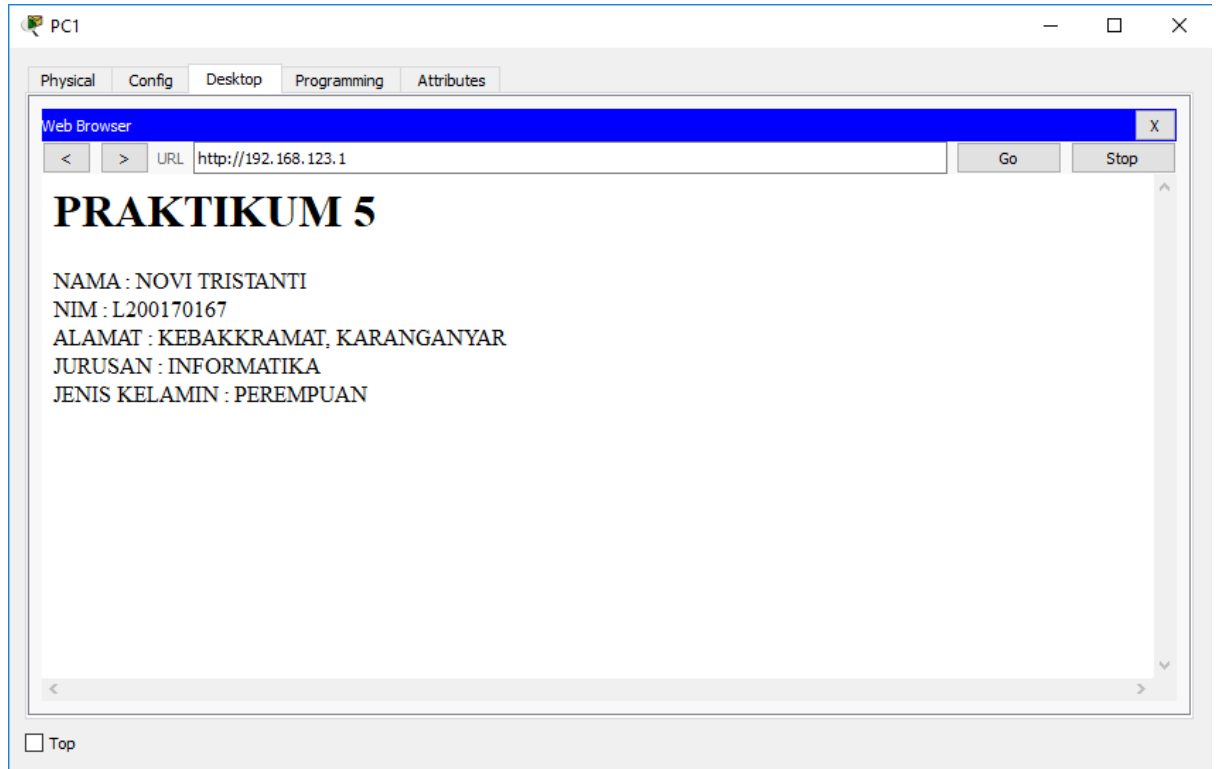 PC1
Physical Config Desktop Programming Attributes
Web Browser X
< > URL http://192.168.123.1 Go Stop
PRAKTIKUM 5
NAMA : NOVI TRISTANTI
NIM : L200170167
ALAMAT : KEBAKKRAMAT, KARANGANYAR
JURUSAN : INFORMATIKA
JENIS KELAMIN : PEREMPUAN
Top